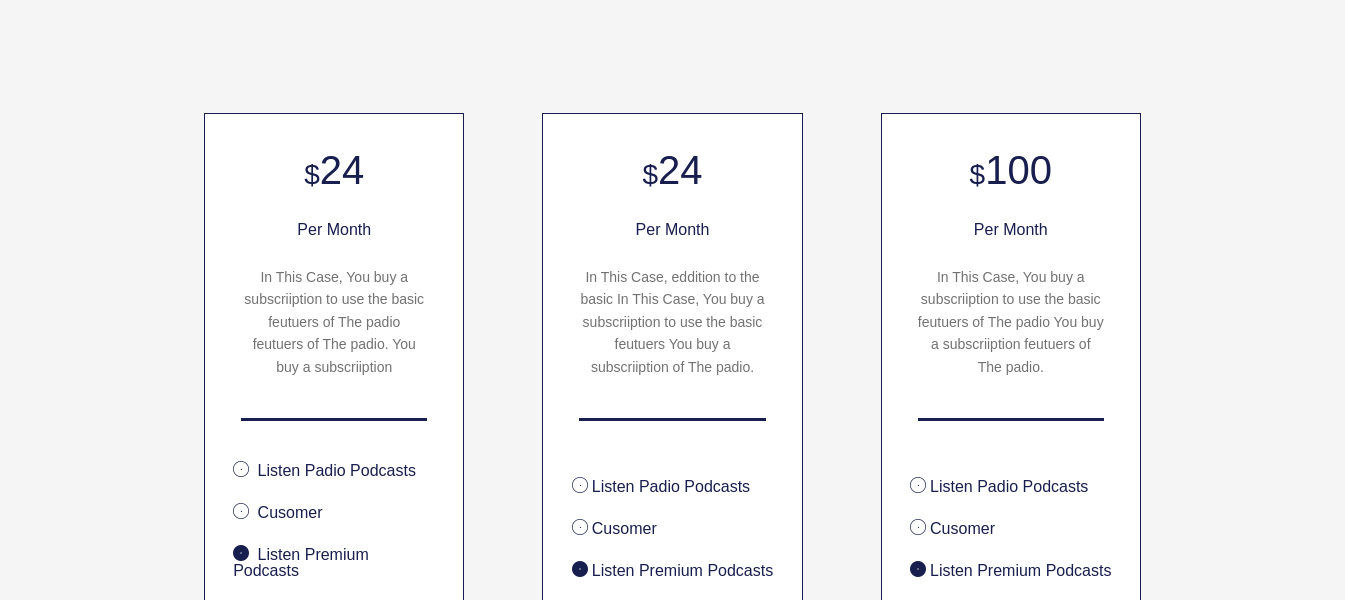 $24
Per Month
In This Case, You buy a
subscriiption to use the basic
feutuers of The padio
feutuers of The padio. You
buy a subscriiption
Listen Padio Podcasts
Cusomer
Listen Premium
Podcasts
$24
Per Month
In This Case, eddition to the
basic In This Case, You buy a
subscriiption to use the basic
feutuers You buy a
subscriiption of The padio.
Listen Padio Podcasts
Cusomer
Listen Premium Podcasts
$100
Per Month
In This Case, You buy a
subscriiption to use the basic
feutuers of The padio You buy
a subscriiption feutuers of
The padio.
Listen Padio Podcasts
Cusomer
Listen Premium Podcasts